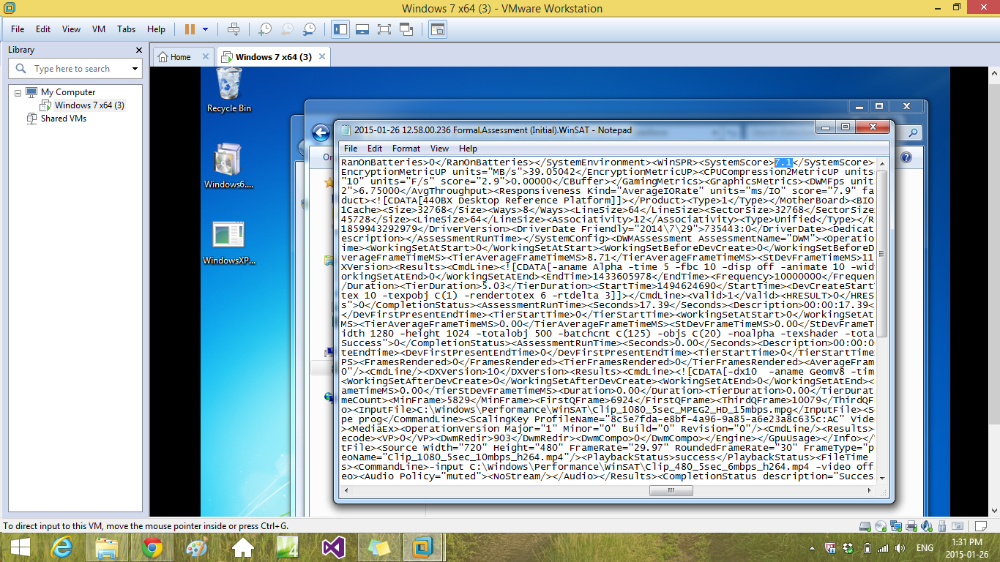 Windows 7 x64 (3) - VMware Workstation
File Edit View VM Tabs Help
Library
Type here to search
My Computer
Windows 7 x64 (3)
Shared VMs
Home
Windows 7 x64 (3)
Recycle Bin
Windows6....
WindowsXP...
2015-01-26 12.58.00.236 Formal.Assessment (Initial).WinSAT - Notepad
File Edit Format View Help
RanOnBatteries>0</RanOnBatteries></SystemEnvironment><WinSPR><SystemScore>7.1</SystemScore>
EncryptionMetricUP units="MB/s">39.05042</EncryptionMetricUP><CPUCompression2MetricUP units
"10" units="F/s" score="2.9">0.00000</CBuffer></GamingMetrics><GraphicsMetrics><DWMFps unit
2">6.75000</AvgThroughput><Responsiveness Kind="AverageIORate" units="ms/IO" score="7.9" fa
duct><![CDATA[440BX Desktop Reference Platform]]></Product><Type>1</Type></MotherBoard><BIO
1Cache><Size>32768</Size><Ways>8</Ways><LineSize>64</LineSize><SectorSize>32768</SectorSize
45728</Size><LineSize>64</LineSize><Associativity>12</Associativity><Type>Unified</Type></R
1859943292979</DriverVersion><DriverDate Friendly="2014\7\29">735443:0</DriverDate><Dedicat
escription></AssessmentRunTime></SystemConfig><DWMAssessment AssessmentName="DWM"><Operatio
ime><WorkingSetAtStart>0</WorkingSetAtStart><WorkingSetBeforeDevCreate>0</WorkingSetBeforeD
verageFrameTimeMS><TierAverageFrameTimeMS>8.71</TierAverageFrameTimeMS><StDevFrameTimeMS>11
XVersion><Results><CmdLine><![CDATA[-aname Alpha -time 5 -fbc 10 -disp off -animate 10 -wid
orkingSetAtEnd>0</WorkingSetAtEnd><EndTime>1433605978</EndTime><Frequency>10000000</Frequen
/Duration><TierDuration>5.03</TierDuration><StartTime>1494624690</StartTime><DevCreateStart
tex 10 -texpobj C(1) -rendertotex 6 -rtdelta 3]]></CmdLine><Valid>1</Valid><HRESULT>0</HRES
s">0</CompletionStatus><AssessmentRunTime><Seconds>17.39</Seconds><Description>00:00:17.39<
</DevFirstPresentEndTime><TierStartTime>0</TierStartTime><WorkingSetAtStart>0</WorkingSetAt
MS><TierAverageFrameTimeMS>0.00</TierAverageFrameTimeMS><StDevFrameTimeMS>0.00</StDevFrameT
idth 1280 -height 1024 -totalobj 500 -batchcnt C(125) -objs C(20) -noalpha -texshader -tota
Success">0</CompletionStatus><AssessmentRunTime><Seconds>0.00</Seconds><Description>00:00:0
teEndTime><DevFirstPresentEndTime>0</DevFirstPresentEndTime><TierStartTime>0</TierStartTime
PS><FramesRendered>0</FramesRendered><TierFramesRendered>0</TierFramesRendered><AverageFram
0"/><CmdLine/><DXVersion>10</DXVersion><Results><CmdLine><![CDATA[-dx10  -aname GeomV8 -tim
<WorkingSetAfterDevCreate>0</WorkingSetAfterDevCreate><WorkingSetAtEnd>0</WorkingSetAtEnd><
ameTimeMS>0.00</TierStDevFrameTimeMS><Duration>0.00</Duration><TierDuration>0.00</TierDurat
meCount><MinFrame>5829</MinFrame><FirstQFrame>6924</FirstQFrame><ThirdQFrame>10079</ThirdQF
o><InputFile>C:\Windows\Performance\WinSAT\Clip_1080_5sec_MPEG2_HD_15mbps.mpg</InputFile><S
pe prog</CommandLine><ScalingKey ProfileName="8c5e7fda-e8bf-4a96-9a85-a6e23a8c635c:AC" Vide
><MediaEx><OperationVersion Major="1" Minor="0" Build="0" Revision="0"/><CmdLine/><Results>
ecode><VP>0</VP><DwmRedir>903</DwmRedir><DwmCompo>0</DwmCompo></Engine></GpuUsage></Info></
tFile><Source Width="720" Height="480" FrameRate="29.97" RoundedFrameRate="30" FrameType="p
eoName="Clip_1080_5sec_10mbps_h264.mp4"/><PlaybackStatus>success</PlaybackStatus><FileTime
s><CommandLine>-input C:\Windows\Performance\WinSAT\Clip_480_5sec_6mbps_h264.mp4 -video off
eo><Audio Policy="muted"><NoStream/></Audio></Results><CompletionStatus description="Succes
To direct input to this VM, move the mouse pointer inside or press Ctrl+G.
ENG
1:31 PM
2015-01-26